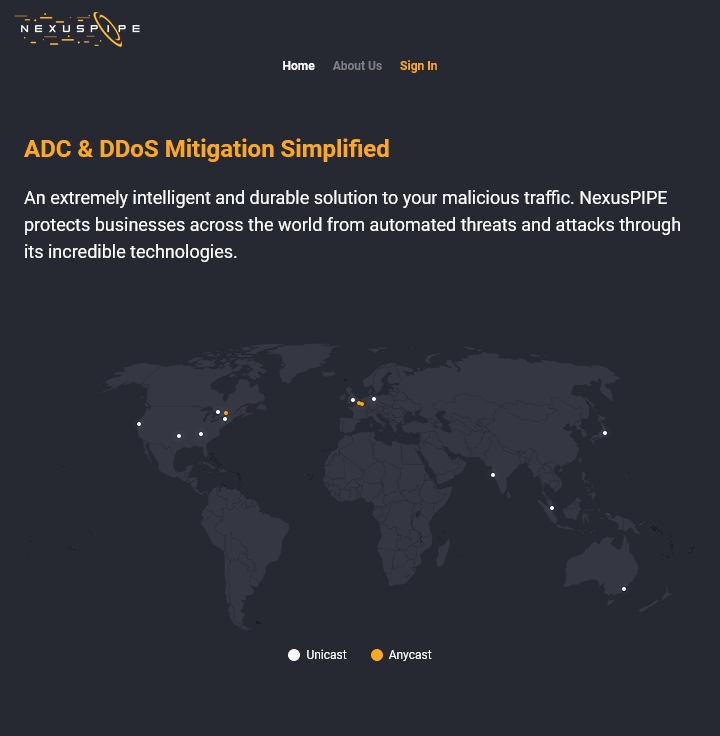 NEXUSPIPE
Home About Us Sign In
ADC & DDoS Mitigation Simplified
An extremely intelligent and durable solution to your malicious traffic. NexusPIPE
protects businesses across the world from automated threats and attacks through
its incredible technologies.
Unicast Anycast